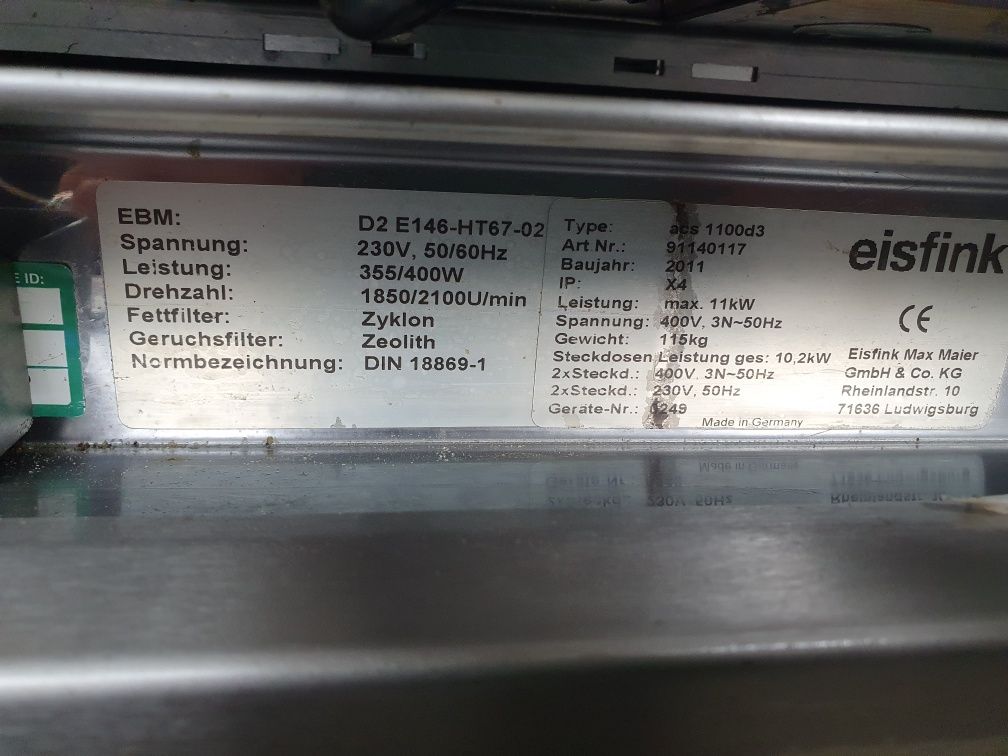 E ID:
EBM: D2 E146-HT67-02
Spannung: 230V, 50/60Hz
Leistung: 355/400W
Drehzahl: 1850/2100U/min
Fettfilter: Zyklon
Geruchsfilter: Zeolith
Normbezeichnung: DIN 18869-1
Type: acs 1100d3
Art Nr.: 91140117
Baujahr: 2011
IP: X4
Leistung: max. 11kW
Spannung: 400V, 3N~50Hz
Gewicht: 115kg
Steckdosen Leistung ges: 10,2kW
2xSteckd.: 400V, 3N~50Hz
2xSteckd.: 230V, 50Hz
Geräte-Nr.: 1249
Made in Germany
eisfink
CE
Eisfink Max Maier
GmbH & Co. KG
Rheinlandstr. 10
71636 Ludwigsburg